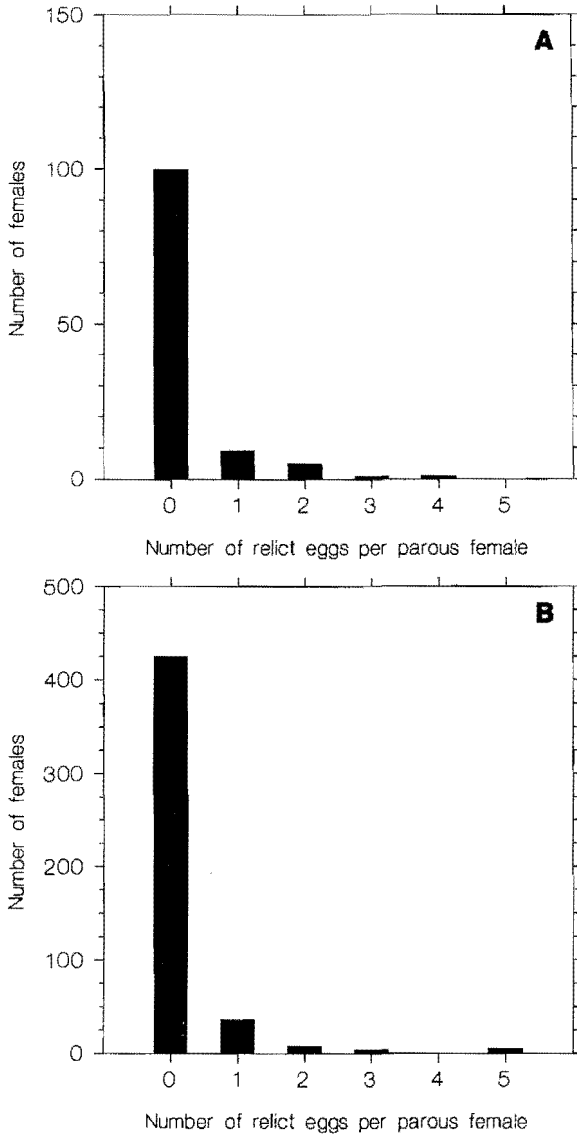 A
150
100
50
0
Number of females
0 1 2 3 4 5
Number of relict eggs per parous female
B
500
400
300
200
100
0
Number of females
0 1 2 3 4 5
Number of relict eggs per parous female